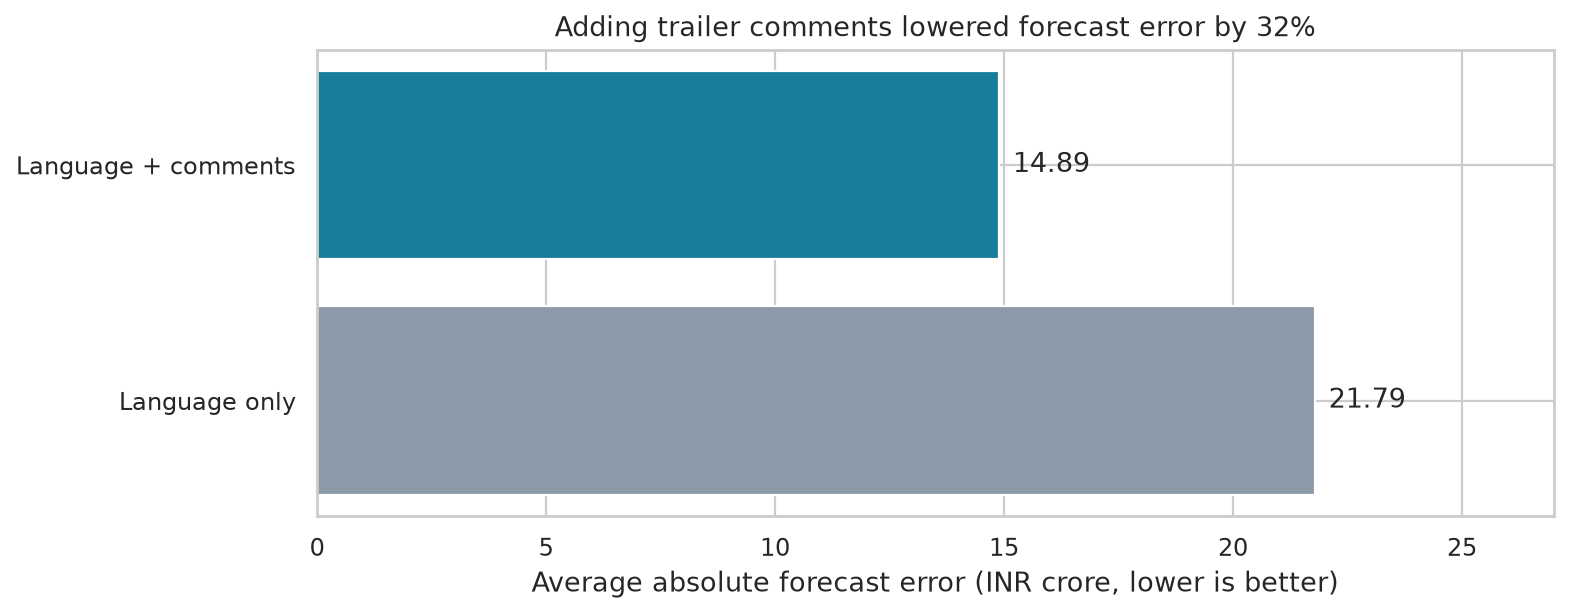 Adding trailer comments lowered forecast error by 32%
Language + comments
14.89
Language only
21.79
0 5 10 15 20 25
Average absolute forecast error (INR crore, lower is better)